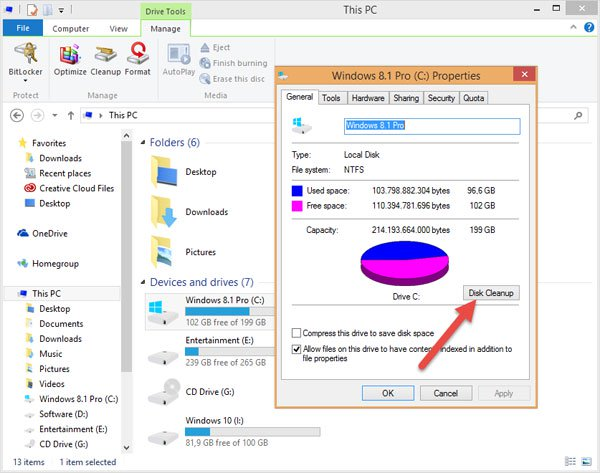 Drive Tools
This PC
File
Computer
View
Manage
BitLocker
Optimize
Cleanup
Format
AutoPlay
Eject
Finish burning
Erase this disc
Protect
Manage
Media
This PC
Favorites
Downloads
Recent places
Creative Cloud Files
Desktop
OneDrive
Homegroup
This PC
Desktop
Documents
Downloads
Music
Pictures
Videos
Windows 8.1 Pro (C:)
Software (D:)
Entertainment (E:)
CD Drive (G:)
Folders (6)
Desktop
Downloads
Pictures
Devices and drives (7)
Windows 8.1 Pro (C:)
102 GB free of 199 GB
Entertainment (E:)
239 GB free of 265 GB
CD Drive (G:)
Windows 10 (I:)
81,9 GB free of 100 GB
13 items
1 item selected
Windows 8.1 Pro (C:) Properties
General
Tools
Hardware
Sharing
Security
Quota
Windows 8.1 Pro
Type: Local Disk
File system: NTFS
Used space: 103.798.882.304 bytes 96,6 GB
Free space: 110.394.781.696 bytes 102 GB
Capacity: 214.193.664.000 bytes 199 GB
Drive C:
Disk Cleanup
Compress this drive to save disk space
Allow files on this drive to have content indexed in addition to
file properties
OK
Cancel
Apply